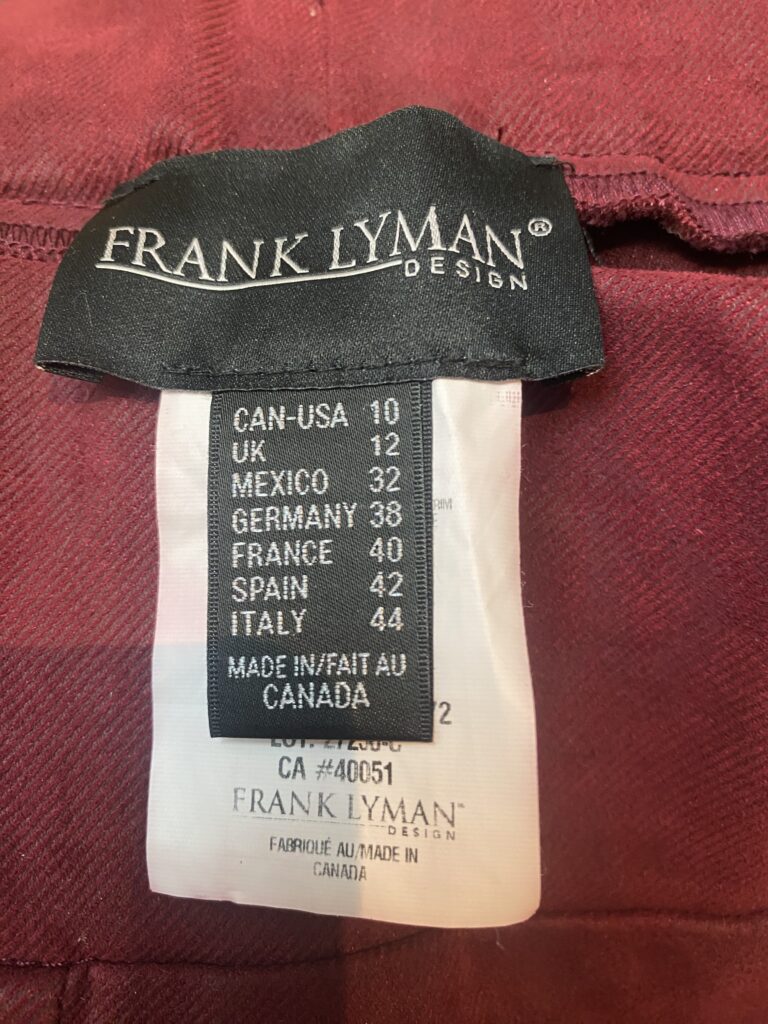 FRANK LYMAN®
DESIGN
CAN-USA 10
UK 12
MEXICO 32
GERMANY 38
FRANCE 40
SPAIN 42
ITALY 44
MADE IN/FAIT AU
CANADA
CA #40051
FRANK LYMAN™
DESIGN
FABRIQUÉ AU/MADE IN
CANADA